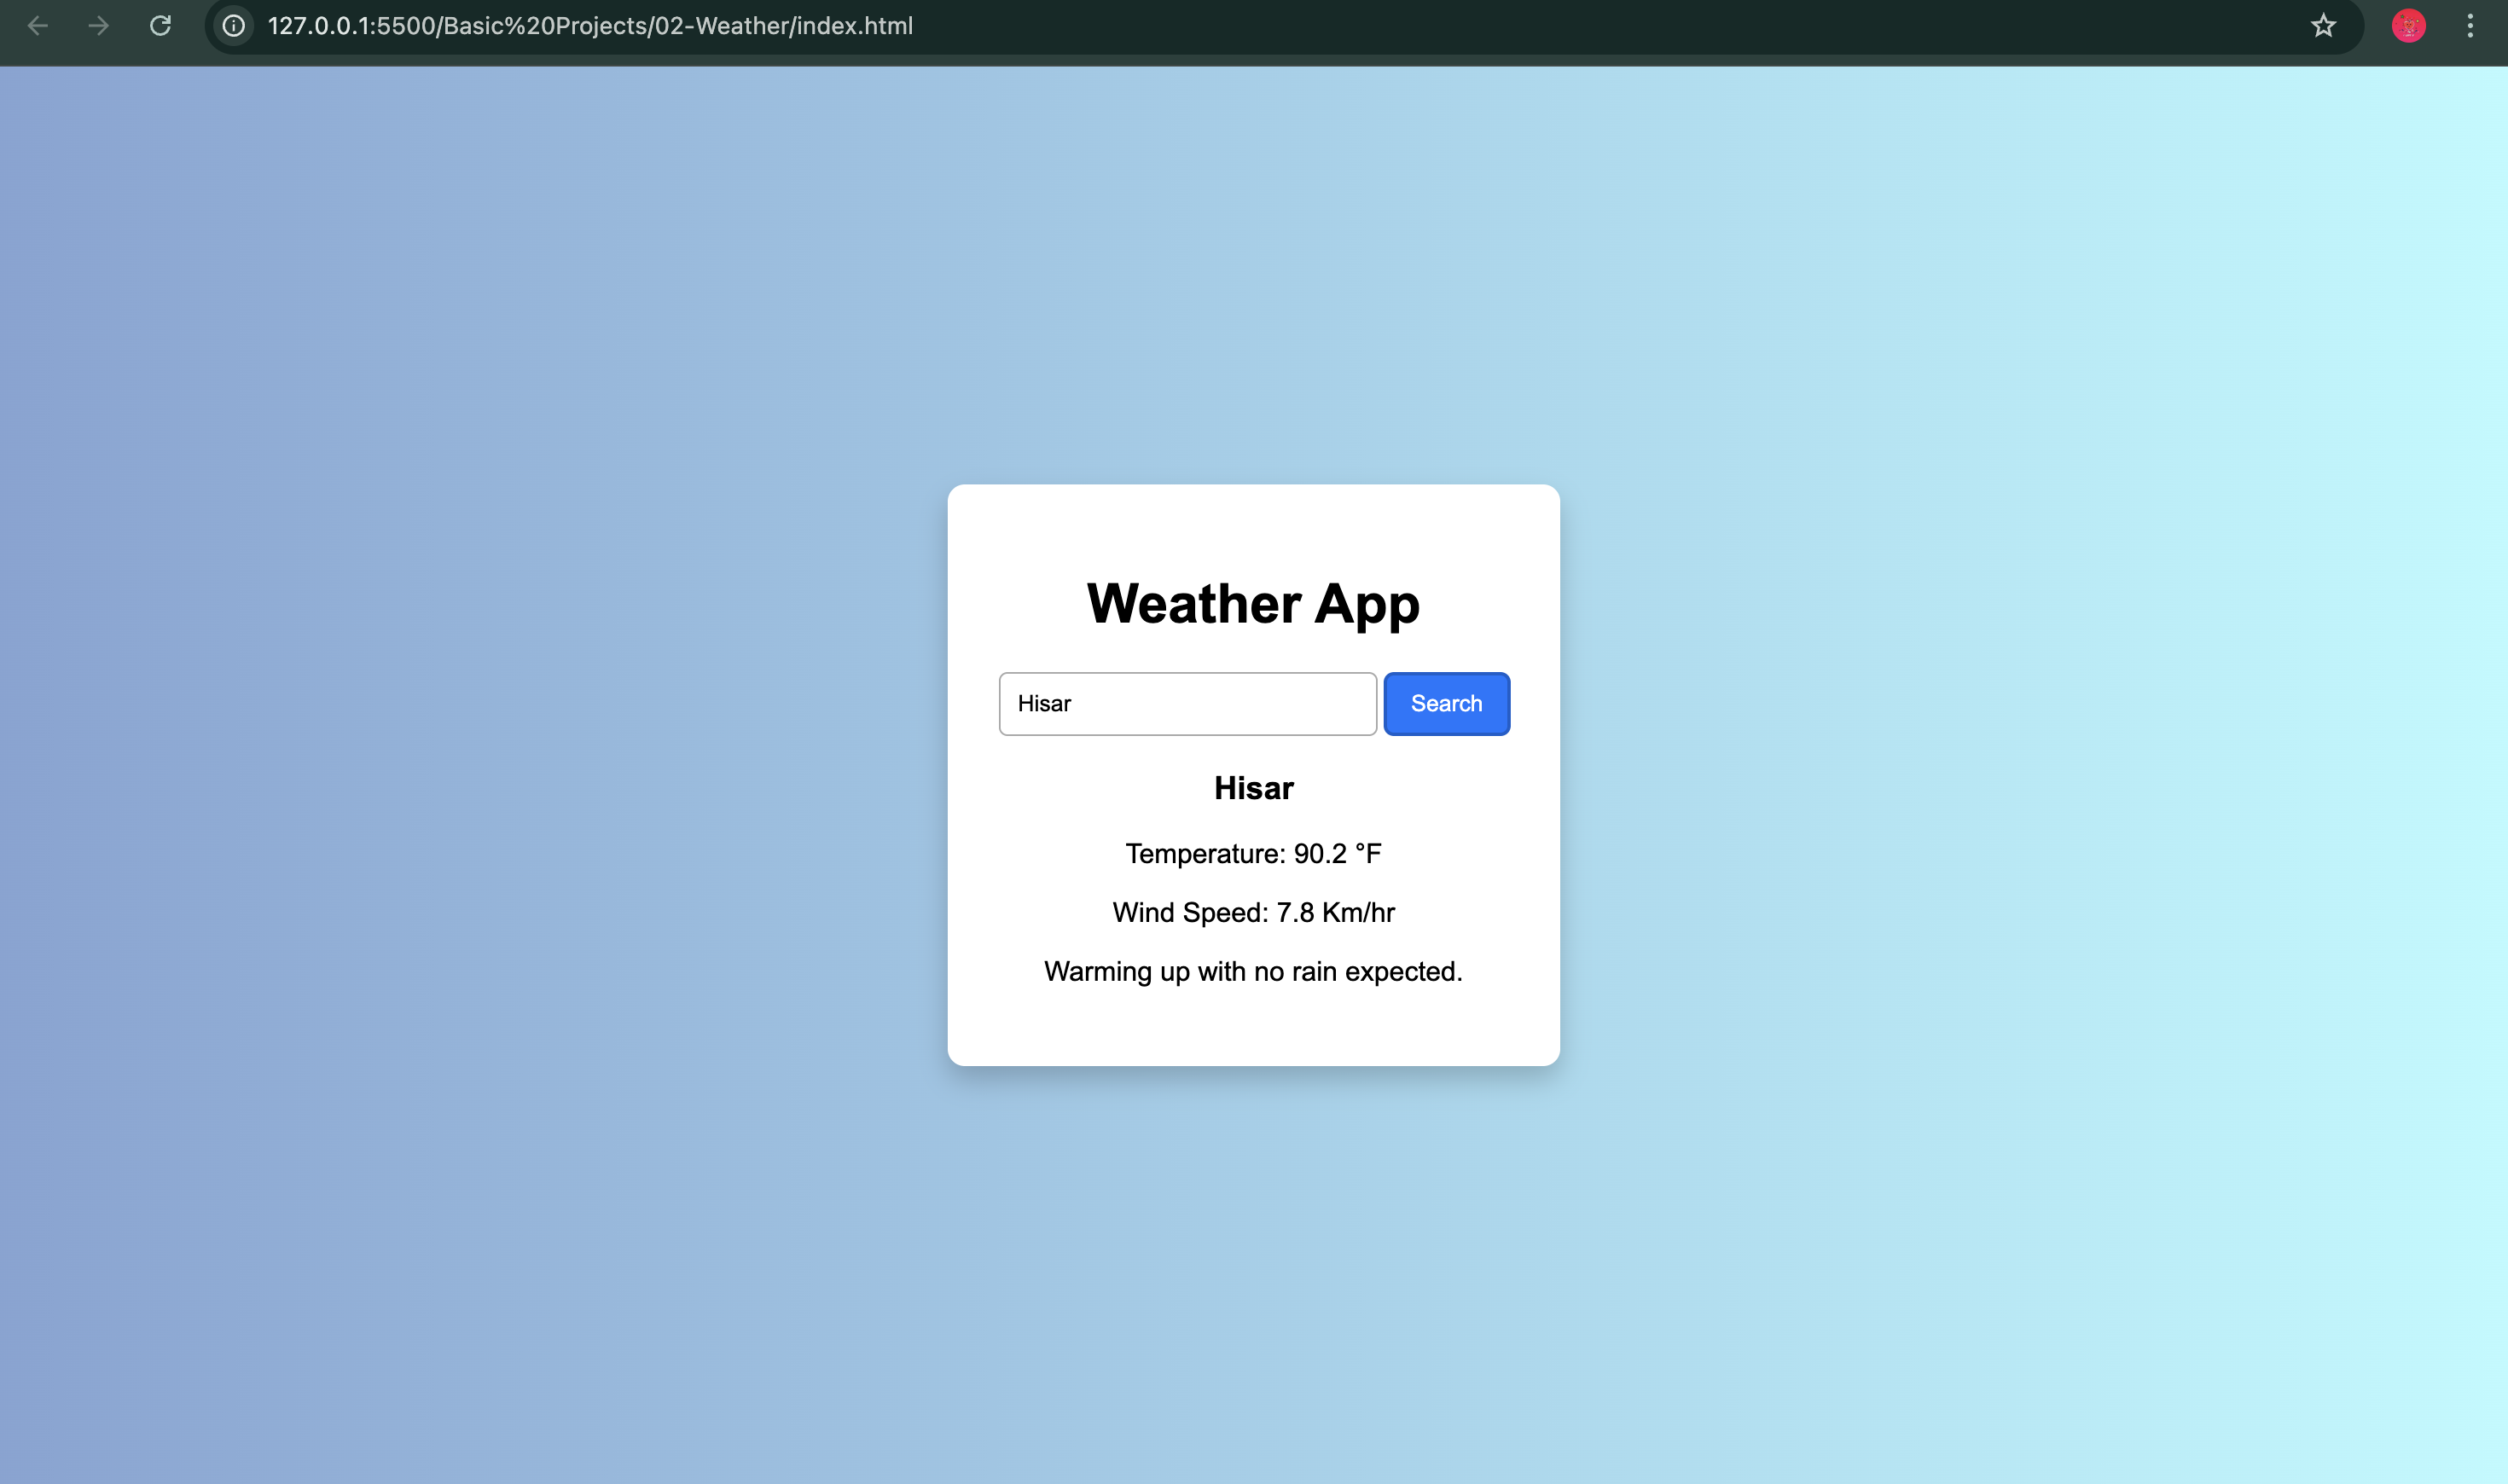 127.0.0.1:5500/Basic%20Projects/02-Weather/index.html
Weather App
Hisar
Search
Hisar
Temperature: 90.2 °F
Wind Speed: 7.8 Km/hr
Warming up with no rain expected.